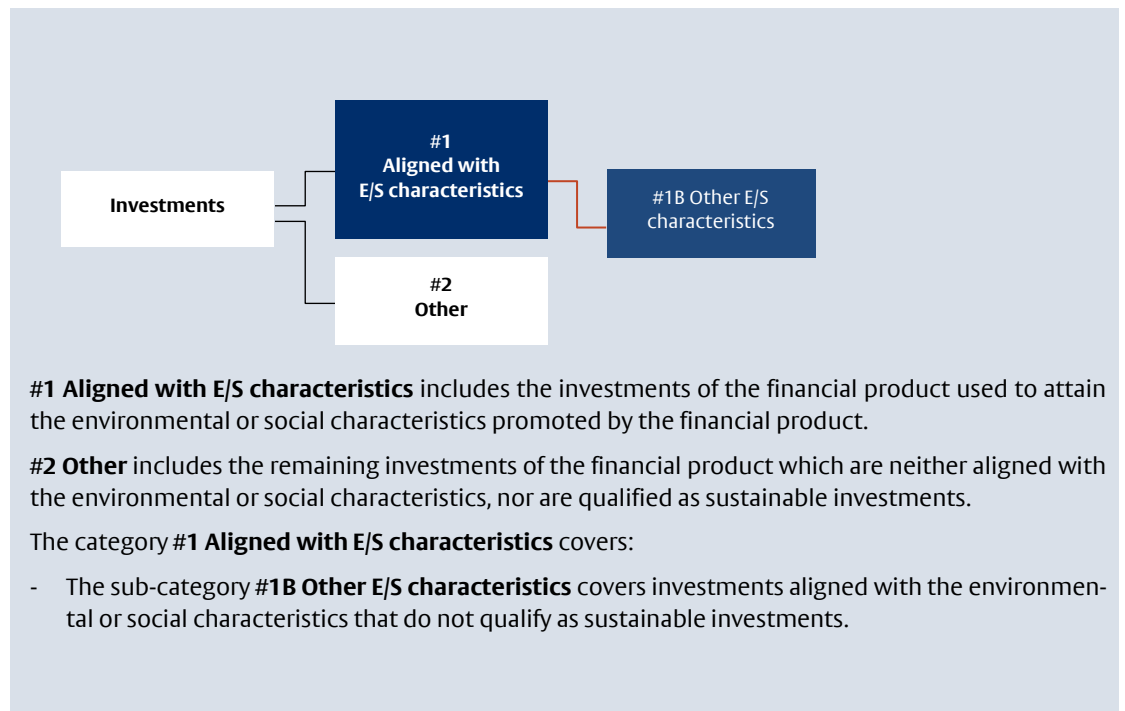 #1
Aligned with
E/S characteristics
Investments
#1B Other E/S
characteristics
#2
Other
#1 Aligned with E/S characteristics includes the investments of the financial product used to attain
the environmental or social characteristics promoted by the financial product.
#2 Other includes the remaining investments of the financial product which are neither aligned with
the environmental or social characteristics, nor are qualified as sustainable investments.
The category #1 Aligned with E/S characteristics covers:
- The sub-category #1B Other E/S characteristics covers investments aligned with the environmen-
tal or social characteristics that do not qualify as sustainable investments.